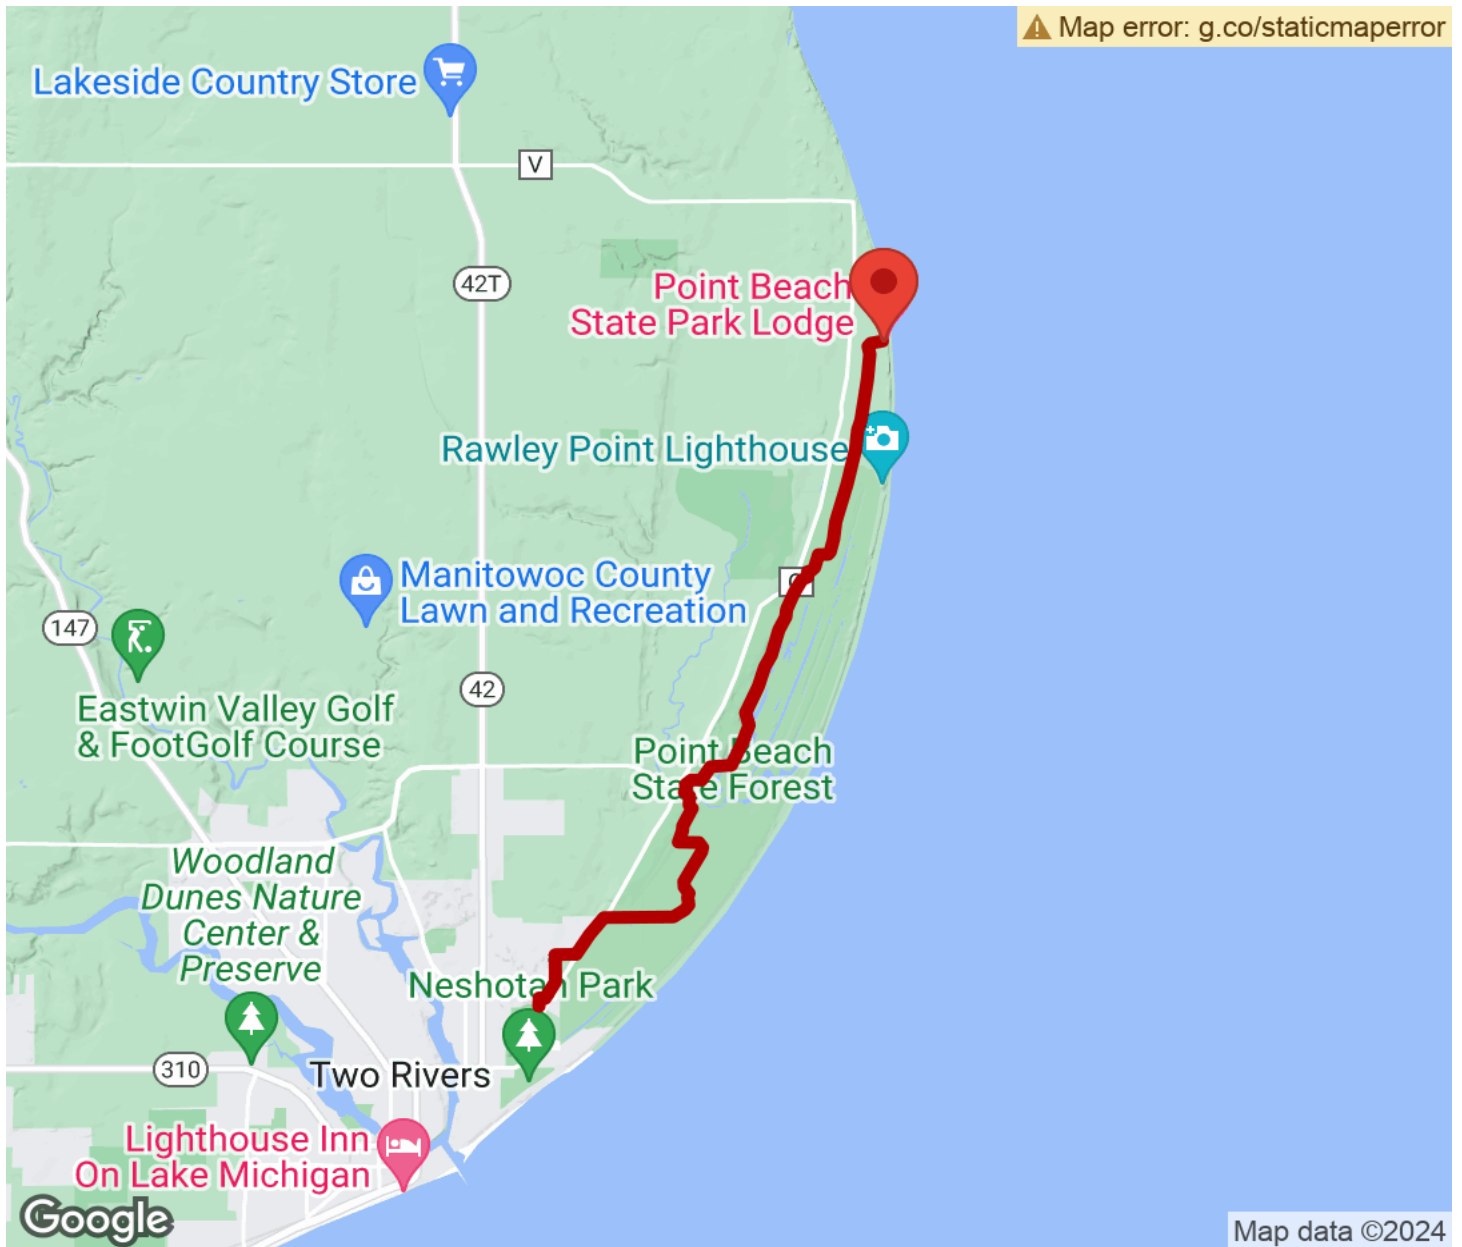 Map error: g.co/staticmaperror
Lakeside Country Store
V
42T
Point Beach
State Park Lodge
Rawley Point Lighthouse
Manitowoc County
Lawn and Recreation
147
Eastwin Valley Golf
& FootGolf Course
42
Point Beach
State Forest
Woodland
Dunes Nature
Center &
Preserve
Neshotah Park
310
Two Rivers
Lighthouse Inn
On Lake Michigan
Google
Map data ©2024